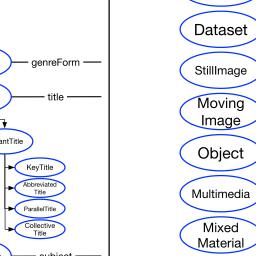 genreForm
title
antTitle
KeyTitle
Abbreviated
Title
ParallelTitle
Collective
Title
subject
Dataset
StillImage
Moving
Image
Object
Multimedia
Mixed
Material